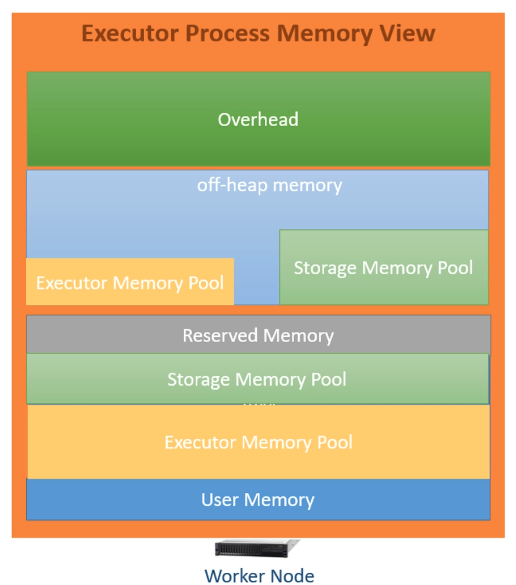 Executor Process Memory View
Overhead
off-heap memory
Storage Memory Pool
Executor Memory Pool
Reserved Memory
Storage Memory Pool
Executor Memory Pool
User Memory
Worker Node